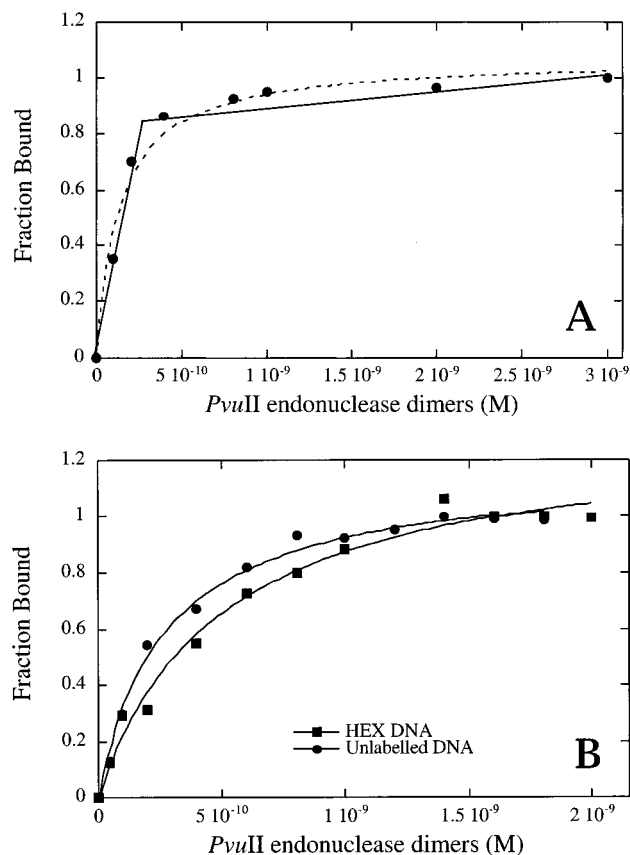 1.2
1
0.8
0.6
0.4
0.2
0
Fraction Bound
A
0 5 10⁻¹⁰ 1 10⁻⁹ 1.5 10⁻⁹ 2 10⁻⁹ 2.5 10⁻⁹ 3 10⁻⁹
PvuII endonuclease dimers (M)
1.2
1
0.8
0.6
0.4
0.2
0
Fraction Bound
HEX DNA
Unlabelled DNA
B
0 5 10⁻¹⁰ 1 10⁻⁹ 1.5 10⁻⁹ 2 10⁻⁹
PvuII endonuclease dimers (M)